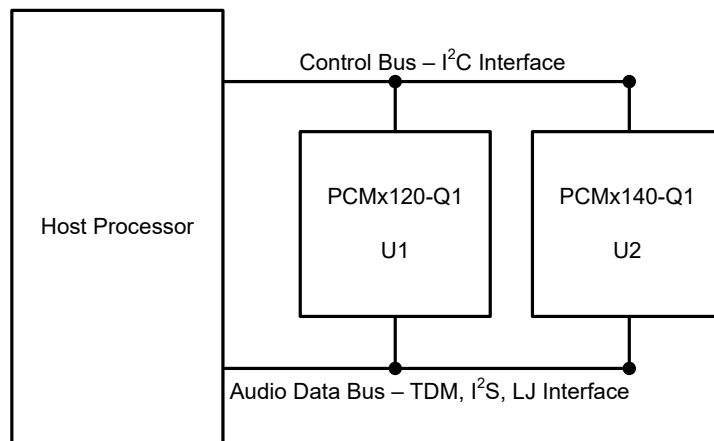 Control Bus – I²C Interface
PCMx120-Q1
PCMx140-Q1
Host Processor
U1
U2
Audio Data Bus – TDM, I²S, LJ Interface